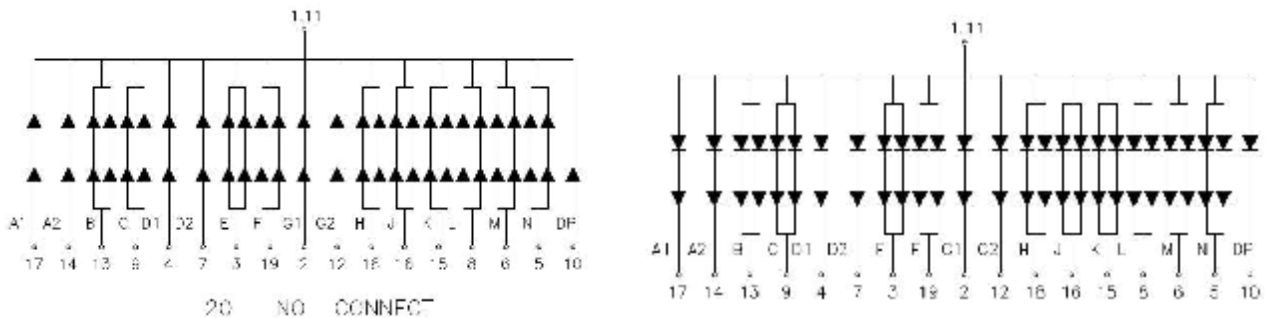 1.11
A1 A2 B C D1 D2 E F G1 G2 H J K L M N DP
17 14 13 9 4 7 3 19 2 12 18 16 15 8 6 5 10
20 NO CONNECT
1.11
A1 A2 B C D1 D2 F F G1 G2 H J K L M N DP
17 14 13 9 4 7 3 19 2 12 18 16 15 8 6 5 10